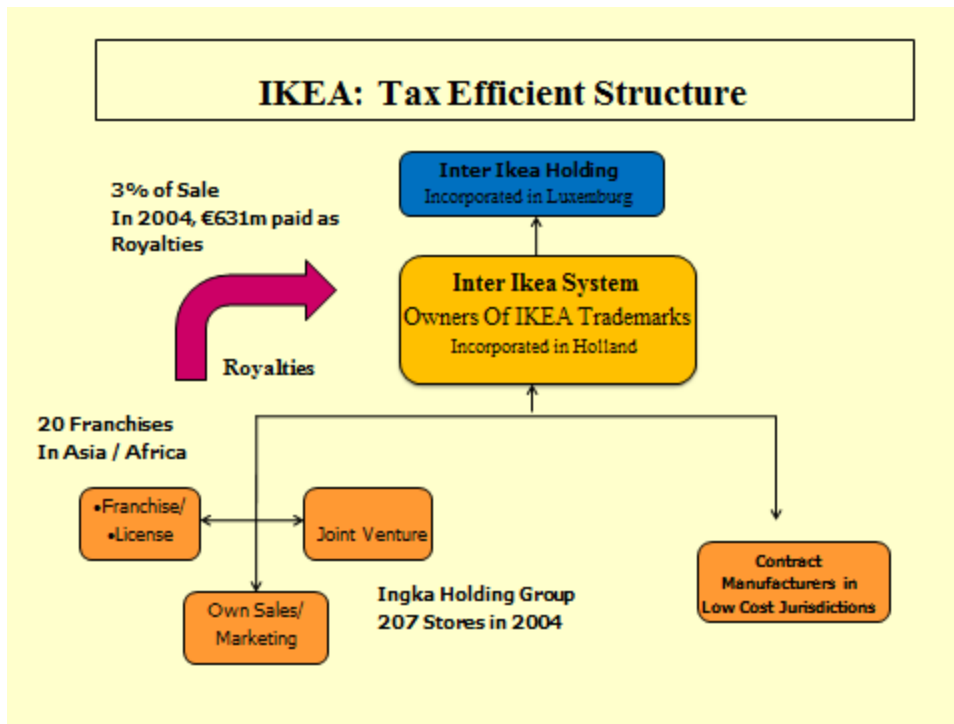 IKEA: Tax Efficient Structure
3% of Sale
In 2004, €631m paid as
Royalties
Inter Ikea Holding
Incorporated in Luxemburg
Inter Ikea System
Owners Of IKEA Trademarks
Incorporated in Holland
Royalties
20 Franchises
In Asia / Africa
•Franchise/
•License
Joint Venture
Own Sales/
Marketing
Ingka Holding Group
207 Stores in 2004
Contract
Manufacturers in
Low Cost Jurisdictions